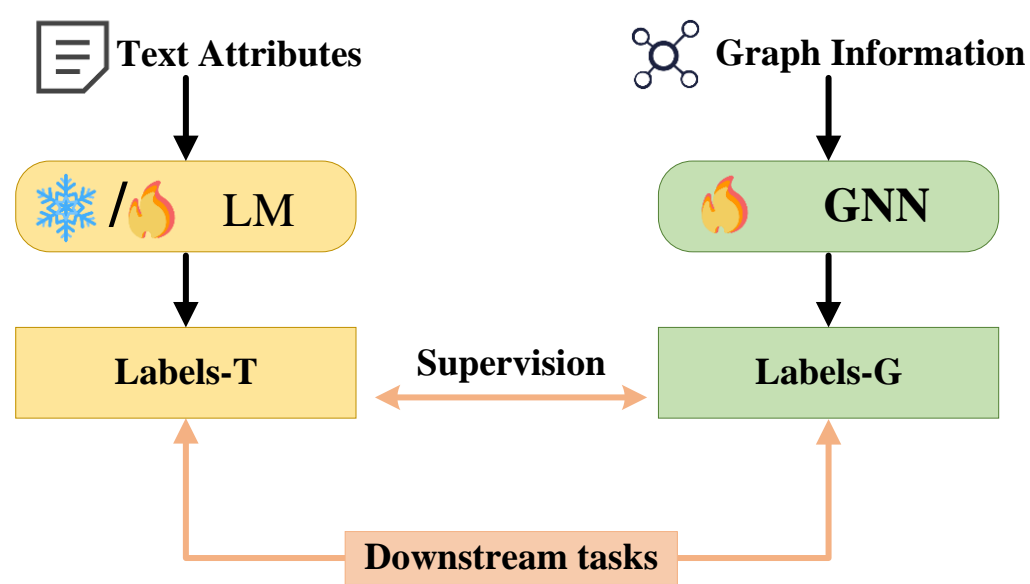 Text Attributes
Graph Information
/ LM
GNN
Labels-T
Supervision
Labels-G
Downstream tasks